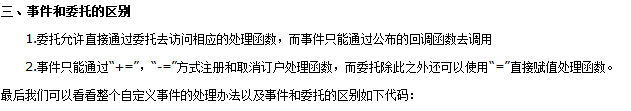 三、事件和委托的区别
1.委托允许直接通过委托去访问相应的处理函数，而事件只能通过公布的回调函数去调用
2.事件只能通过“+=”，“-=”方式注册和取消订户处理函数，而委托除此之外还可以使用“=”直接赋值处理函数。
最后我们可以看看整个自定义事件的处理办法以及事件和委托的区别如下代码：